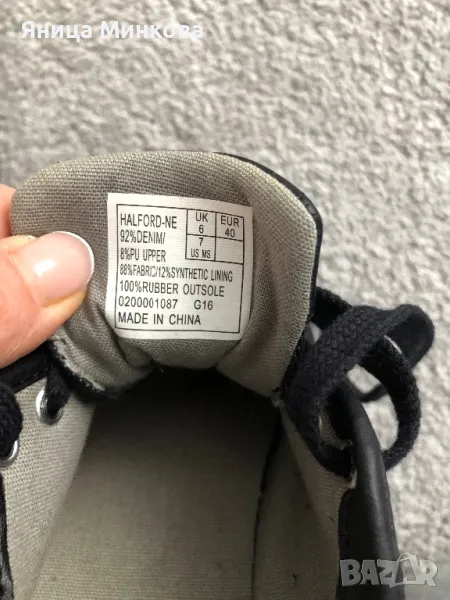 Яница Минкова
HALFORD-NE
92%DENIM/
8%PU UPPER
UK EUR
6 40
7
US MS
88%FABRIC/12%SYNTHETIC LINING
100%RUBBER OUTSOLE
0200001087 G16
MADE IN CHINA
BAZAR